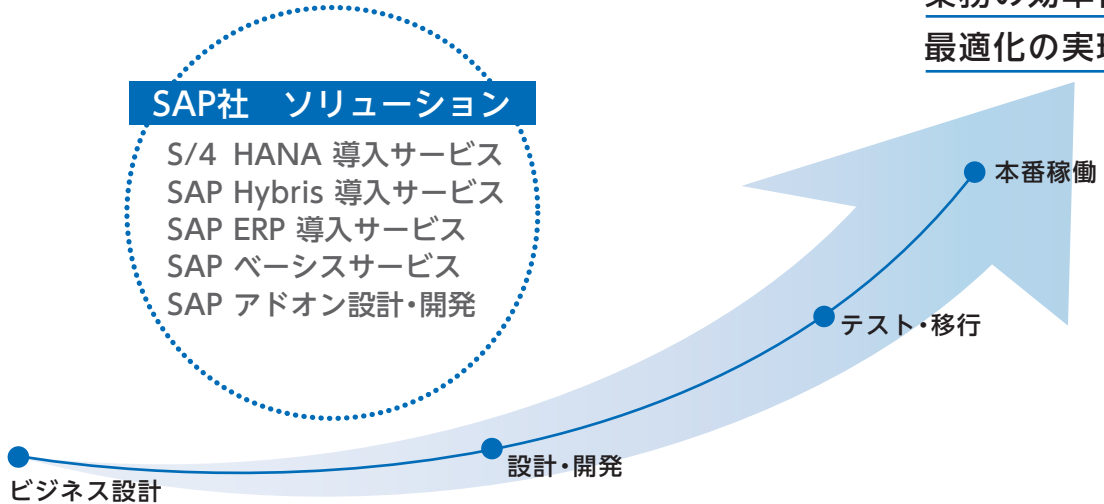 最適化の実現
SAP社 ソリューション
S/4 HANA 導入サービス
SAP Hybris 導入サービス
SAP ERP 導入サービス
SAP ベーシスサービス
SAP アドオン設計・開発
本番稼働
テスト・移行
設計・開発
ビジネス設計